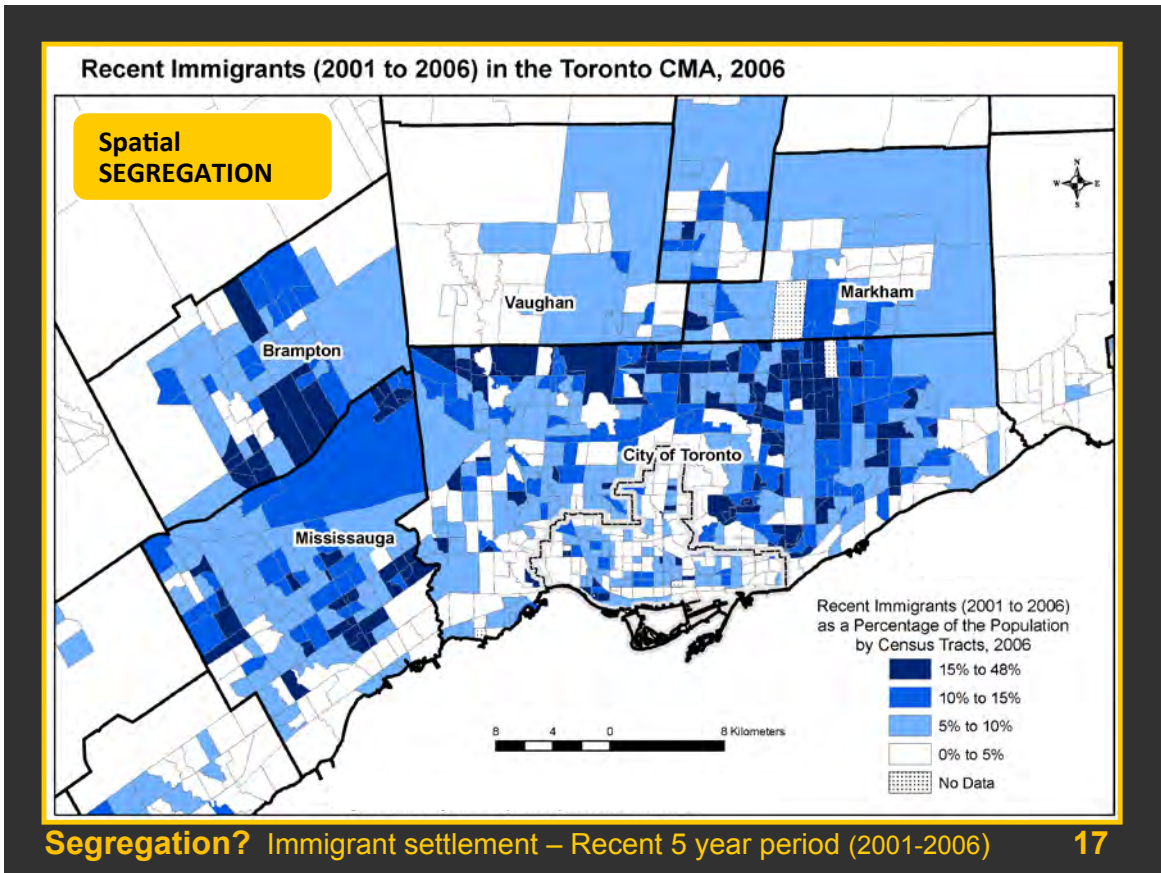 Recent Immigrants (2001 to 2006) in the Toronto CMA, 2006
Spatial
SEGREGATION
N
W E
S
Vaughan
Markham
Brampton
City of Toronto
Mississauga
Recent Immigrants (2001 to 2006)
as a Percentage of the Population
by Census Tracts, 2006
15% to 48%
10% to 15%
5% to 10%
0% to 5%
No Data
8 4 0 8 Kilometers
Segregation? Immigrant settlement – Recent 5 year period (2001-2006) 17